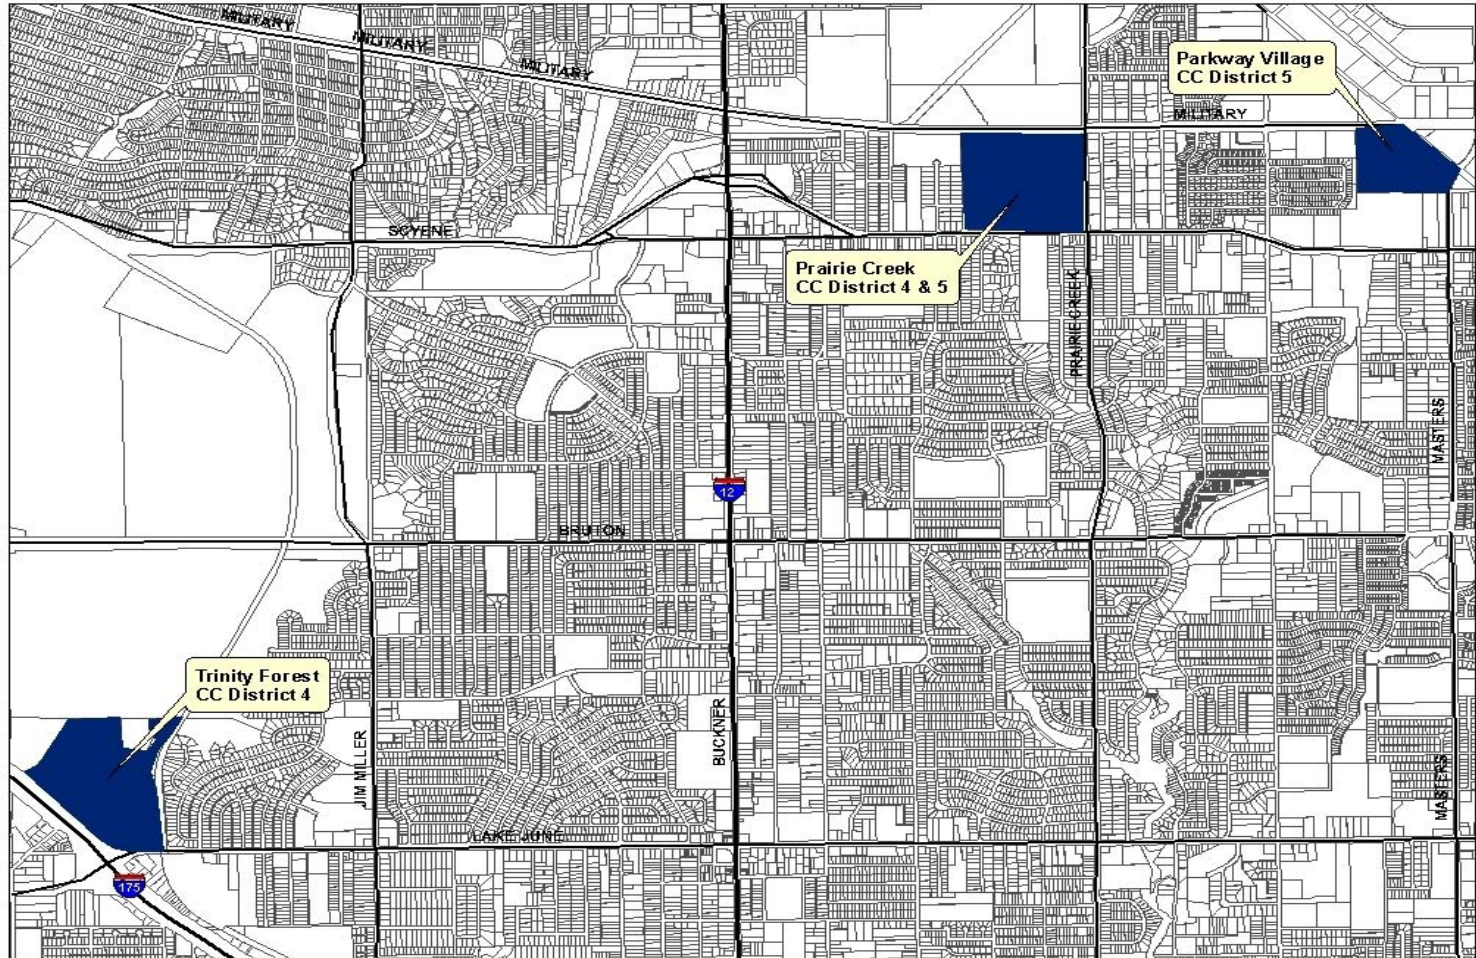 MILITARY
MILITARY
MILITARY
Parkway Village
CC District 5
MILITARY
SCYENE
Prairie Creek
CC District 4 & 5
PRAIRIE CREEK
MASTERS
12
BRUTON
Trinity Forest
CC District 4
JIM MILLER
BUCKNER
MASTERS
LAKE JUNE
175